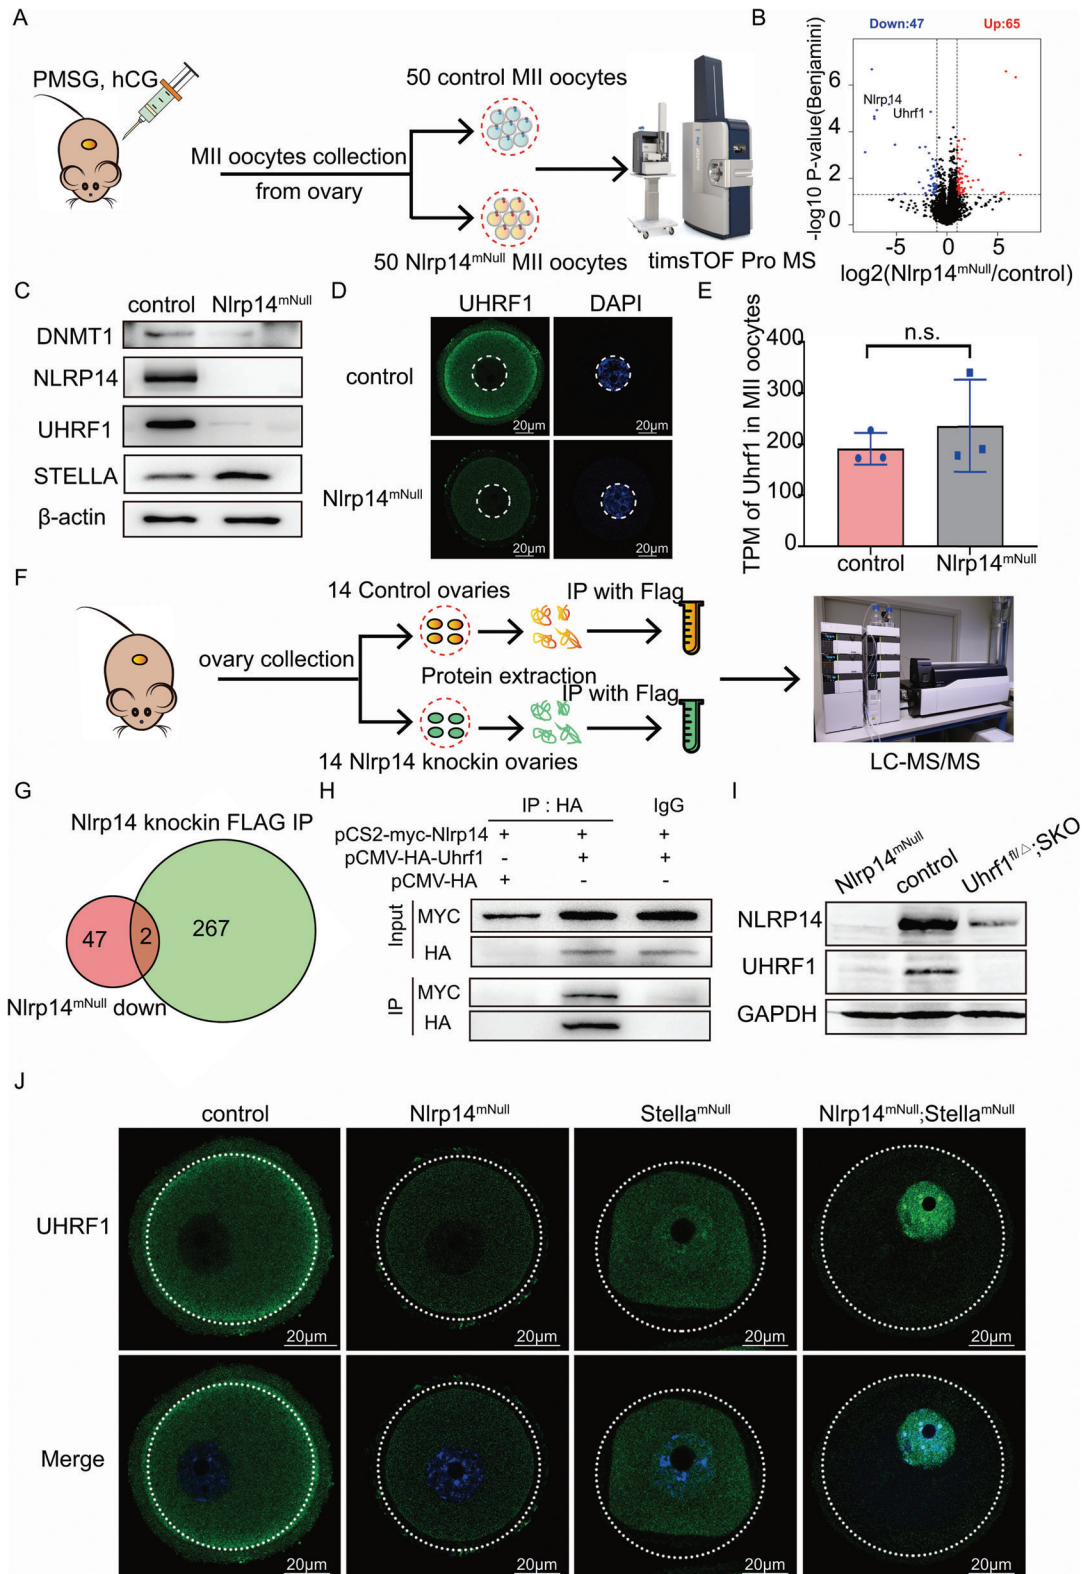 A
PMSG, hCG
MII oocytes collection
from ovary
50 control MII oocytes
50 Nlrp14mNull MII oocytes
timsTOF Pro MS
B
Down:47 Up:65
-log10 P-value(Benjamini)
6
4
2
0
Nlrp14
Uhrf1
-5 0 5
log2(Nlrp14mNull/control)
C
control Nlrp14mNull
DNMT1
NLRP14
UHRF1
STELLA
β-actin
D
UHRF1 DAPI
control
20μm 20μm
Nlrp14mNull
20μm 20μm
E
TPM of Uhrf1 in MII oocytes
400
300
200
100
0
n.s.
control Nlrp14mNull
F
ovary collection
14 Control ovaries
IP with Flag
Protein extraction
IP with Flag
14 Nlrp14 knockin ovaries
LC-MS/MS
G
Nlrp14 knockin FLAG IP
47 2 267
Nlrp14mNull down
H
IP : HA IgG
pCS2-myc-Nlrp14 + + +
pCMV-HA-Uhrf1 - + +
pCMV-HA + - -
Input
MYC
HA
IP
MYC
HA
I
Nlrp14mNull control Uhrf1fl/△;SKO
NLRP14
UHRF1
GAPDH
J
control Nlrp14mNull StellamNull Nlrp14mNull;StellamNull
UHRF1
20μm 20μm 20μm 20μm
Merge
20μm 20μm 20μm 20μm